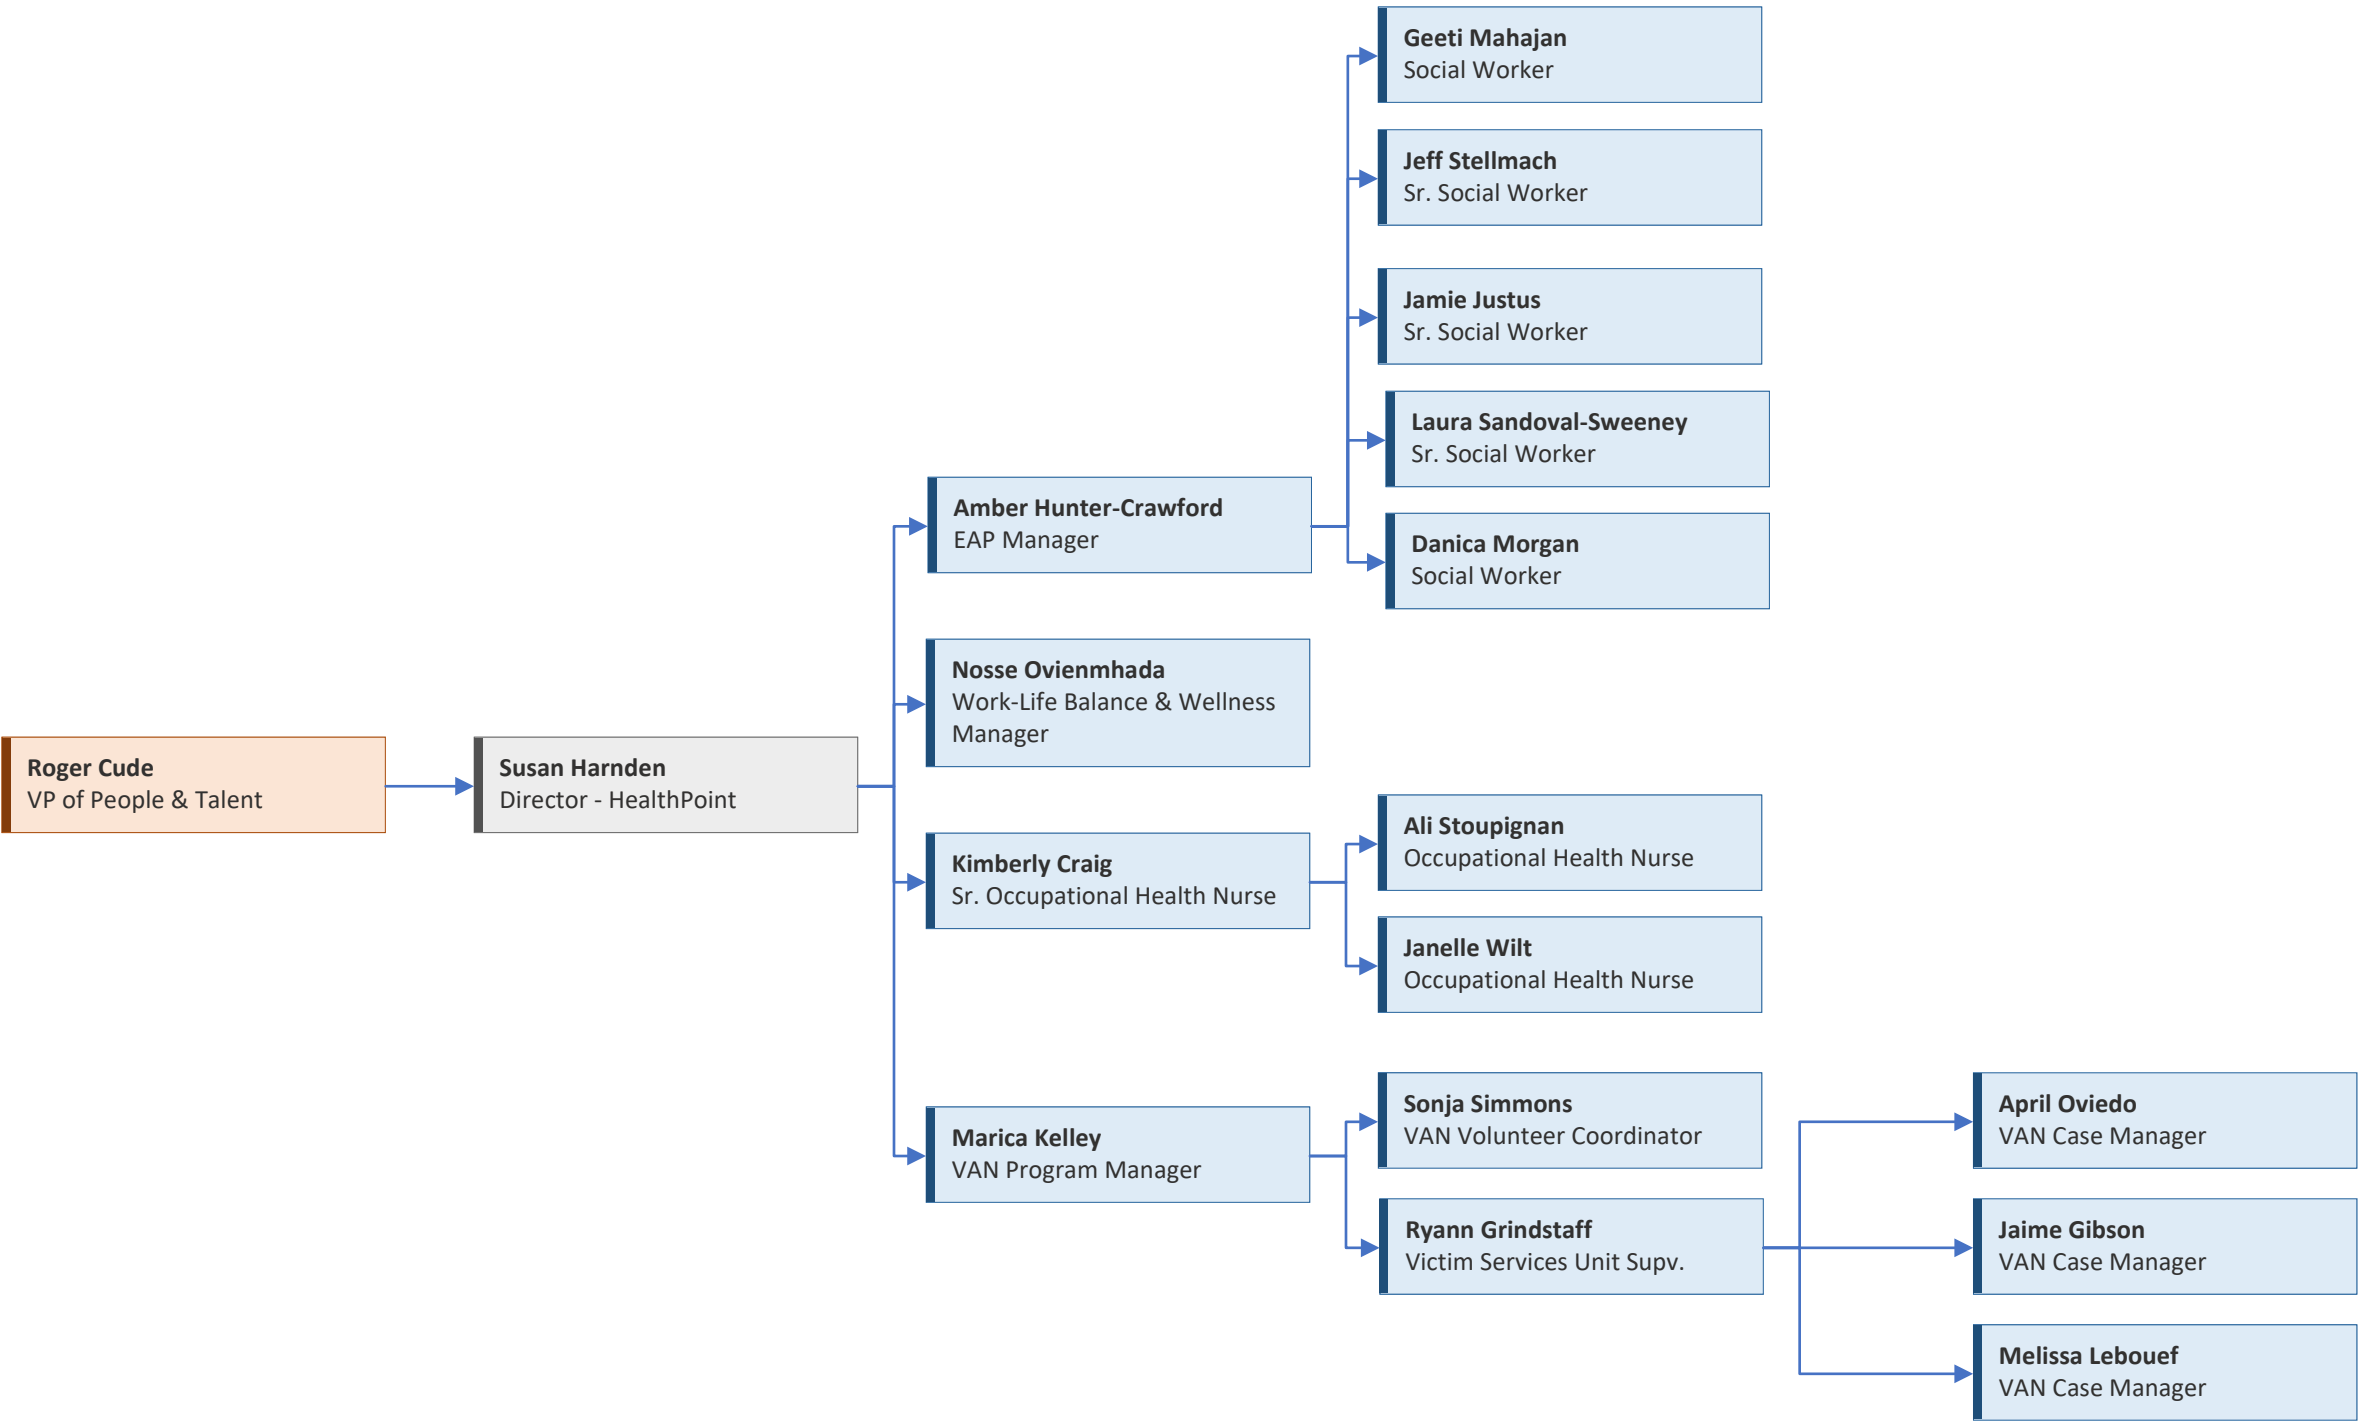 Geeti Mahajan
Social Worker
Jeff Stellmach
Sr. Social Worker
Jamie Justus
Sr. Social Worker
Laura Sandoval-Sweeney
Sr. Social Worker
Amber Hunter-Crawford
EAP Manager
Danica Morgan
Social Worker
Nosse Ovienmhada
Work-Life Balance & Wellness
Manager
Roger Cude
VP of People & Talent
Susan Harnden
Director - HealthPoint
Ali Stoupignan
Occupational Health Nurse
Kimberly Craig
Sr. Occupational Health Nurse
Janelle Wilt
Occupational Health Nurse
Sonja Simmons
VAN Volunteer Coordinator
April Oviedo
VAN Case Manager
Marica Kelley
VAN Program Manager
Ryann Grindstaff
Victim Services Unit Supv.
Jaime Gibson
VAN Case Manager
Melissa Lebouef
VAN Case Manager